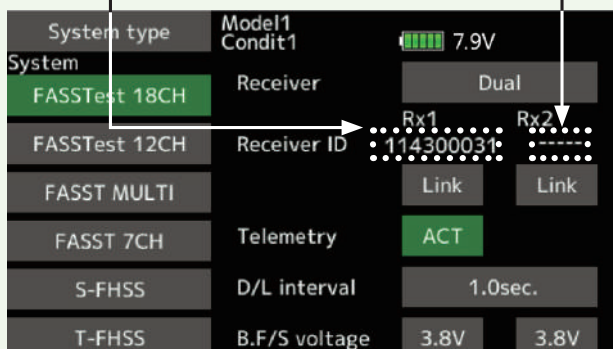 System type
Model1
Condit1
7.9V
System
FASSTest 18CH
Receiver
Dual
Rx1
Rx2
FASSTest 12CH
Receiver ID
114300031
-----
FASST MULTI
Link
Link
FASST 7CH
Telemetry
ACT
S-FHSS
D/L interval
1.0sec.
T-FHSS
B.F/S voltage
3.8V
3.8V